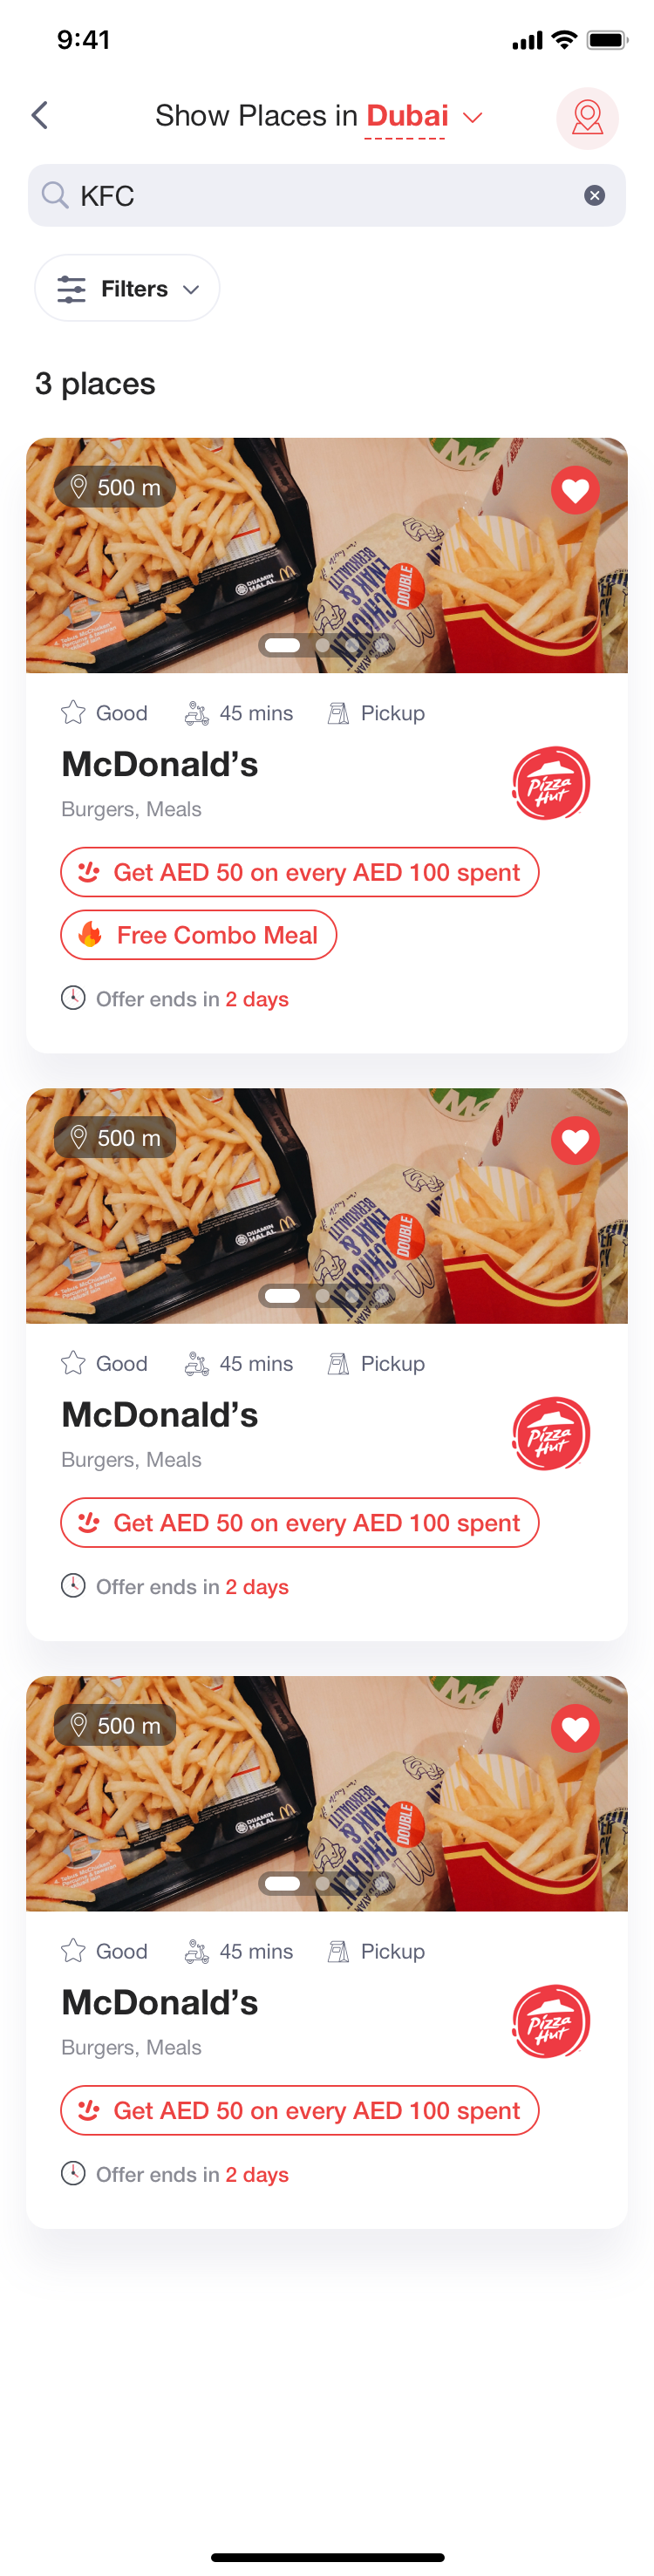 9:41
Show Places in Dubai
KFC
Filters
3 places
500 m
DOUBLE
Good 45 mins Pickup
McDonald's
Pizza
Hut
Burgers, Meals
Get AED 50 on every AED 100 spent
Free Combo Meal
Offer ends in 2 days
500 m
DOUBLE
Good 45 mins Pickup
McDonald's
Pizza
Hut
Burgers, Meals
Get AED 50 on every AED 100 spent
Offer ends in 2 days
500 m
DOUBLE
Good 45 mins Pickup
McDonald's
Pizza
Hut
Burgers, Meals
Get AED 50 on every AED 100 spent
Offer ends in 2 days